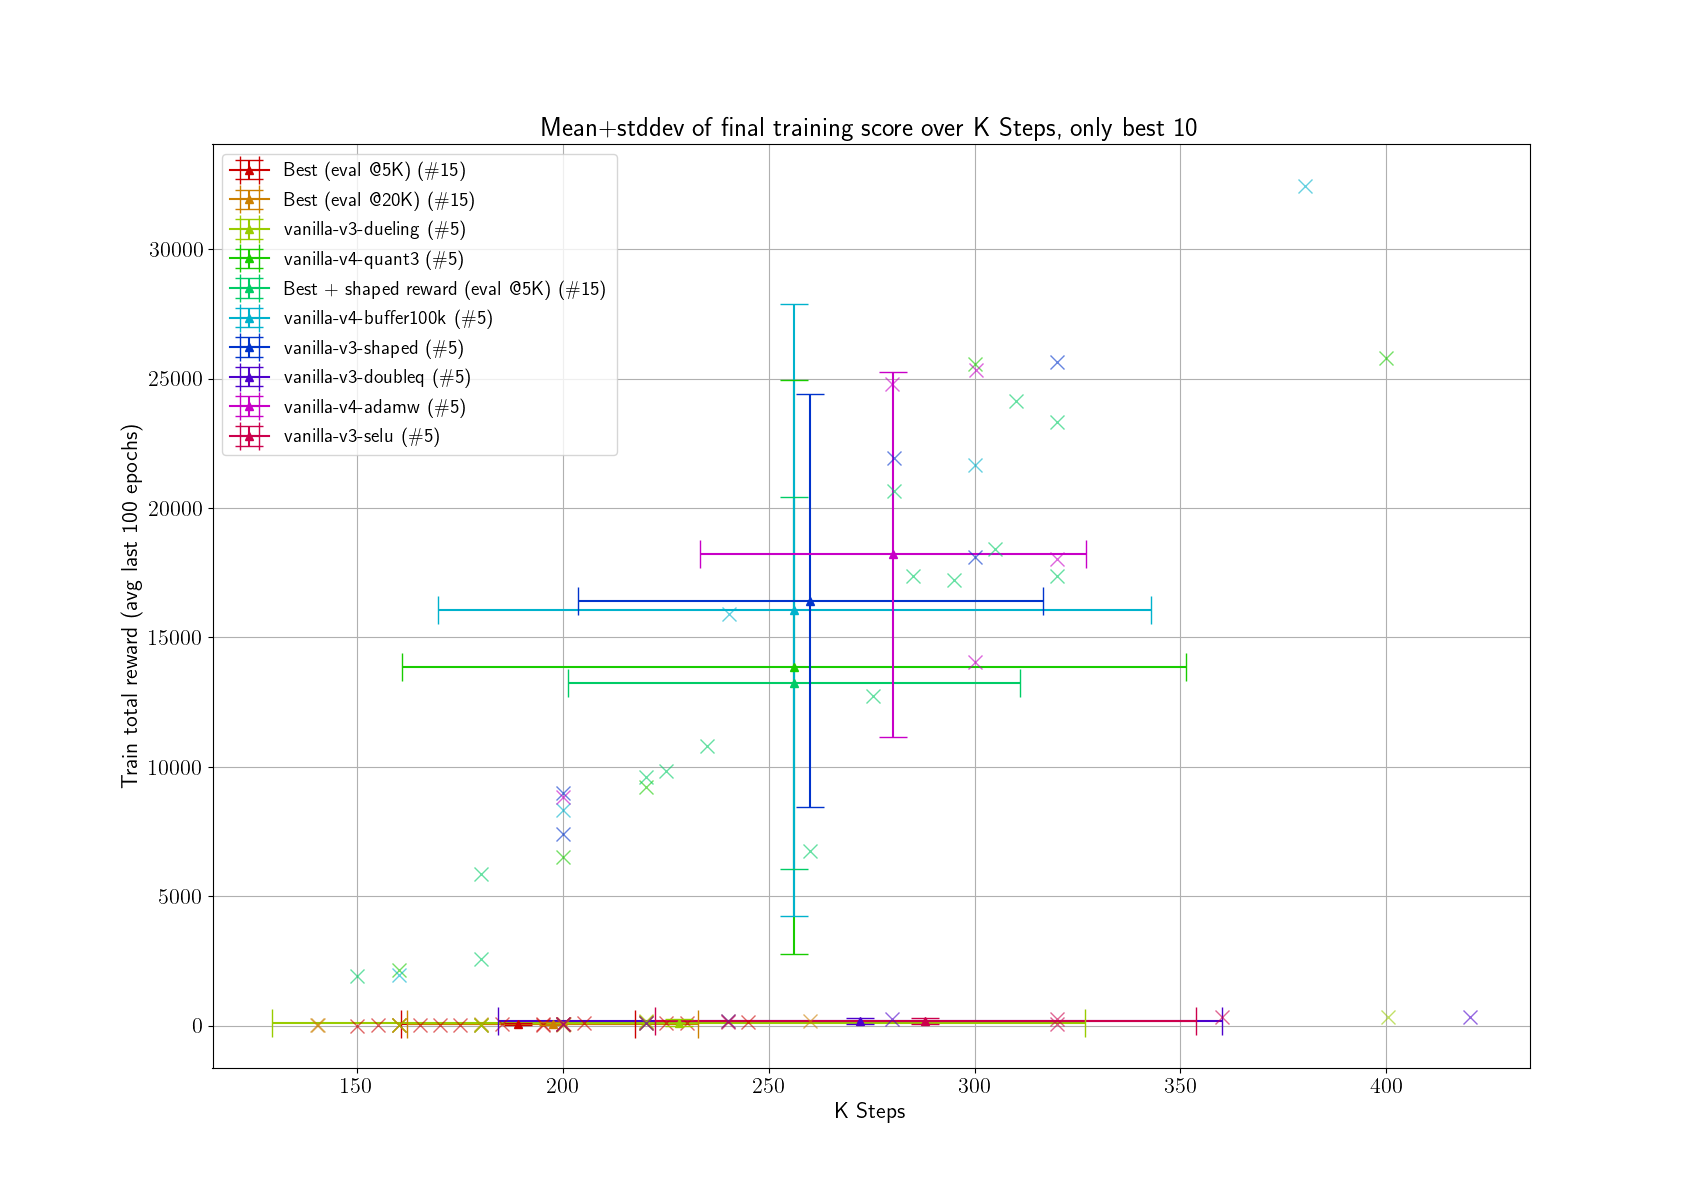 Mean+stddev of final training score over K Steps, only best 10
Best (eval @5K) (#15)
Best (eval @20K) (#15)
vanilla-v3-dueling (#5)
vanilla-v4-quant3 (#5)
Best + shaped reward (eval @5K) (#15)
vanilla-v4-buffer100k (#5)
vanilla-v3-shaped (#5)
vanilla-v3-doubleq (#5)
vanilla-v4-adamw (#5)
vanilla-v3-selu (#5)
Train total reward (avg last 100 epochs)
30000
25000
20000
15000
10000
5000
0
150 200 250 300 350 400
K Steps